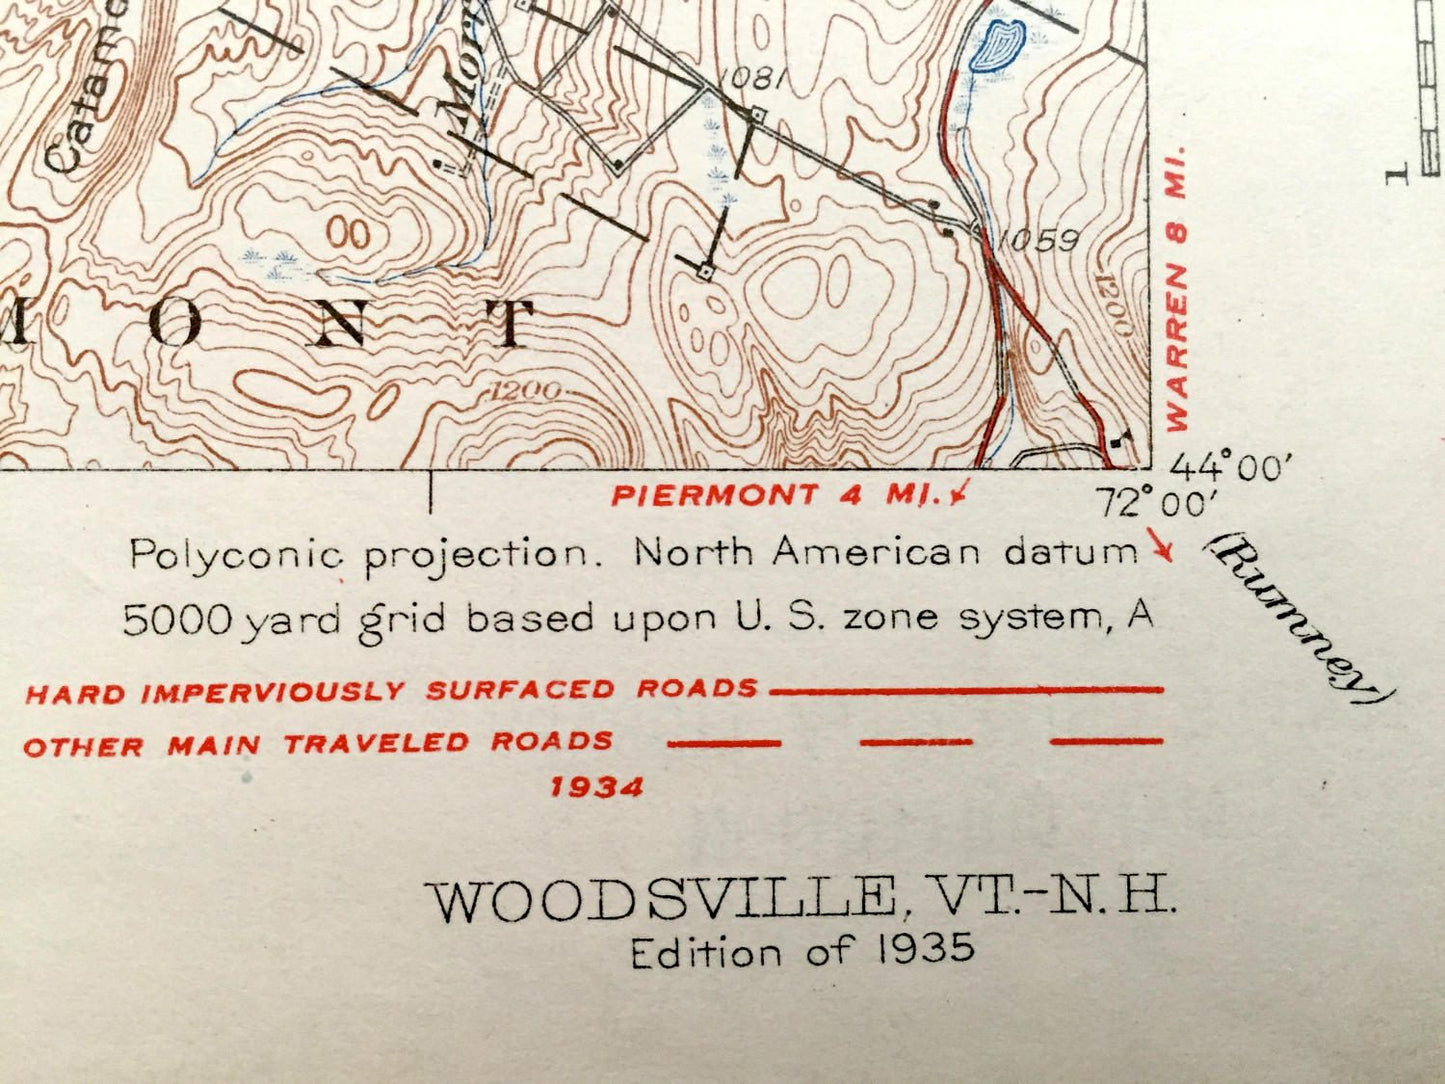 1081
1059
00
M O N T
1200
1200
WARREN 8 MI.
1
44°00′
PIERMONT 4 MI.
72°00′
Polyconic projection. North American datum
5000 yard grid based upon U. S. zone system, A
(Rumney)
HARD IMPERVIOUSLY SURFACED ROADS
OTHER MAIN TRAVELED ROADS
1934
WOODSVILLE, VT.-N. H.
Edition of 1935